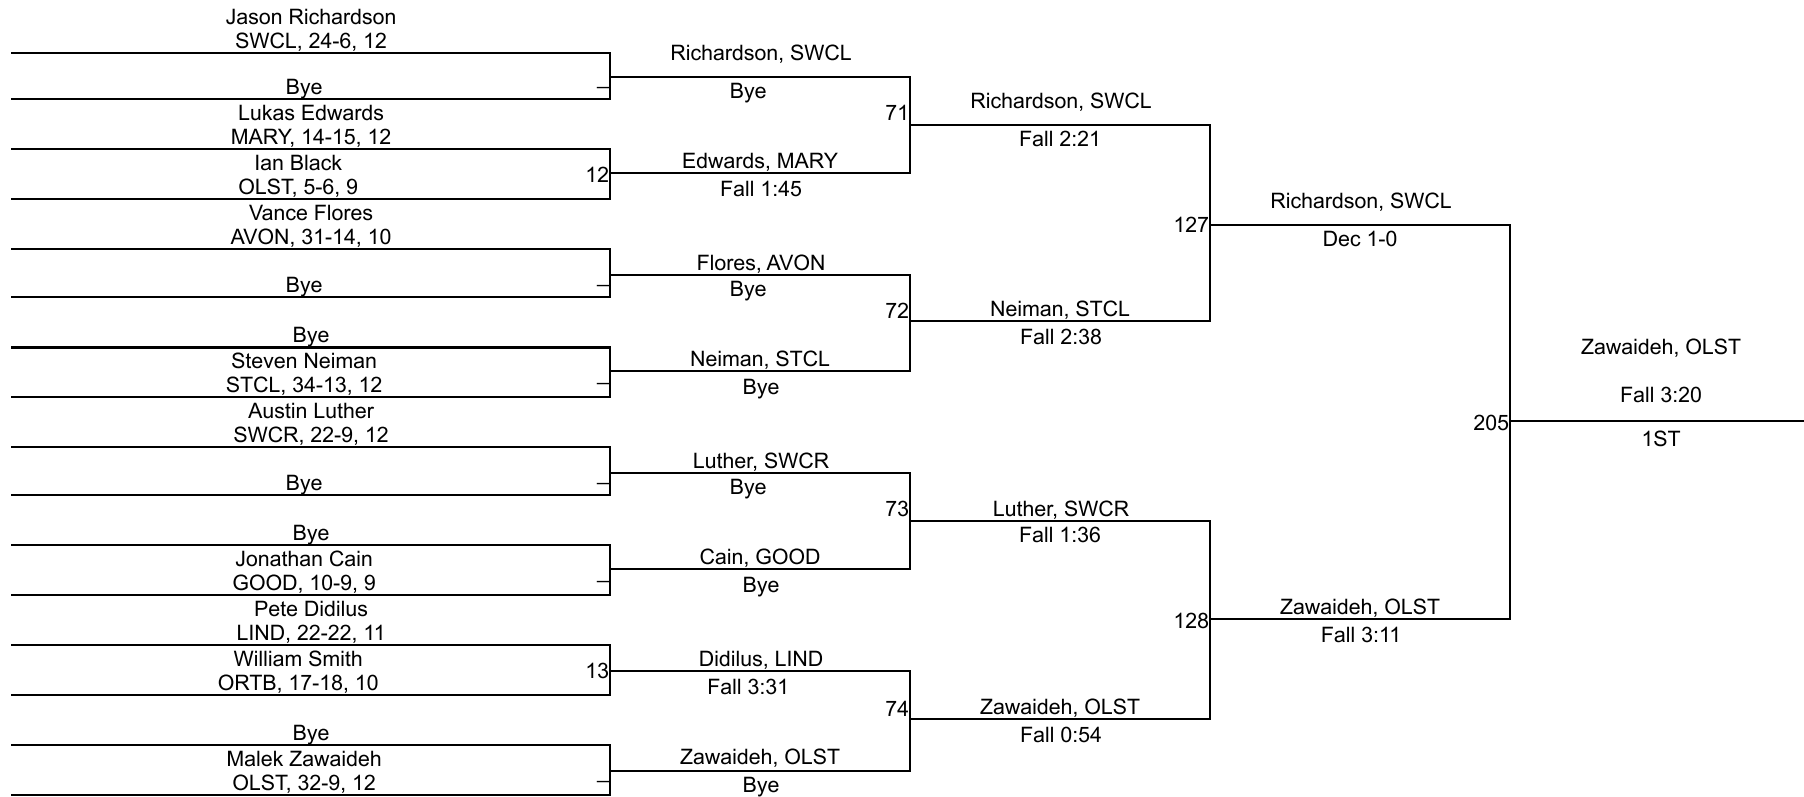 Jason Richardson
SWCL, 24-6, 12
Bye
Lukas Edwards
MARY, 14-15, 12
Ian Black
OLST, 5-6, 9
Vance Flores
AVON, 31-14, 10
Bye
Bye
Steven Neiman
STCL, 34-13, 12
Austin Luther
SWCR, 22-9, 12
Bye
Bye
Jonathan Cain
GOOD, 10-9, 9
Pete Didilus
LIND, 22-22, 11
William Smith
ORTB, 17-18, 10
Bye
Malek Zawaideh
OLST, 32-9, 12
12
13
Richardson, SWCL
Bye
Edwards, MARY
Fall 1:45
Flores, AVON
Bye
Neiman, STCL
Bye
Luther, SWCR
Bye
Cain, GOOD
Bye
Didilus, LIND
Fall 3:31
Zawaideh, OLST
Bye
71
72
73
74
Richardson, SWCL
Fall 2:21
Neiman, STCL
Fall 2:38
Luther, SWCR
Fall 1:36
Zawaideh, OLST
Fall 0:54
127
128
Richardson, SWCL
Dec 1-0
Zawaideh, OLST
Fall 3:11
205
Zawaideh, OLST
Fall 3:20
1ST